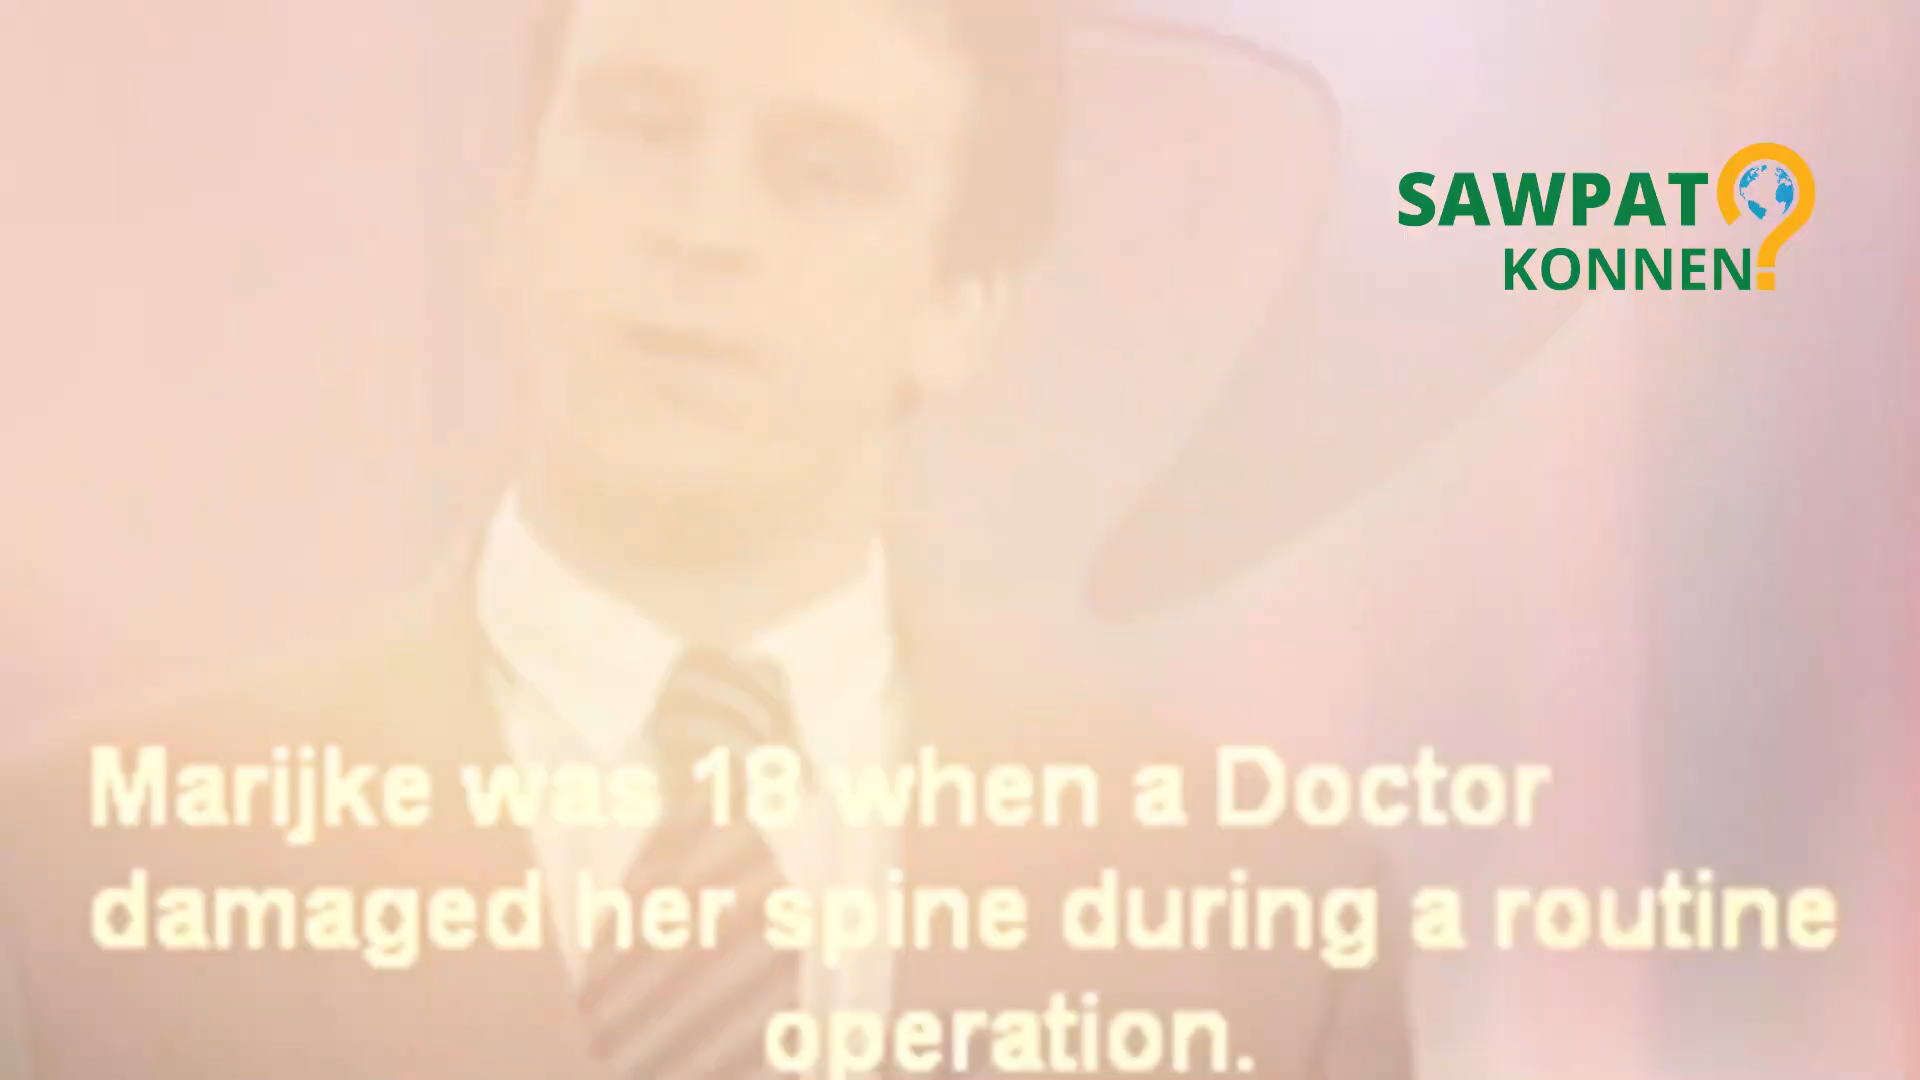 SAWPAT
KONNEN
Marijke was 18 when a Doctor
damaged her spine during a routine
operation.